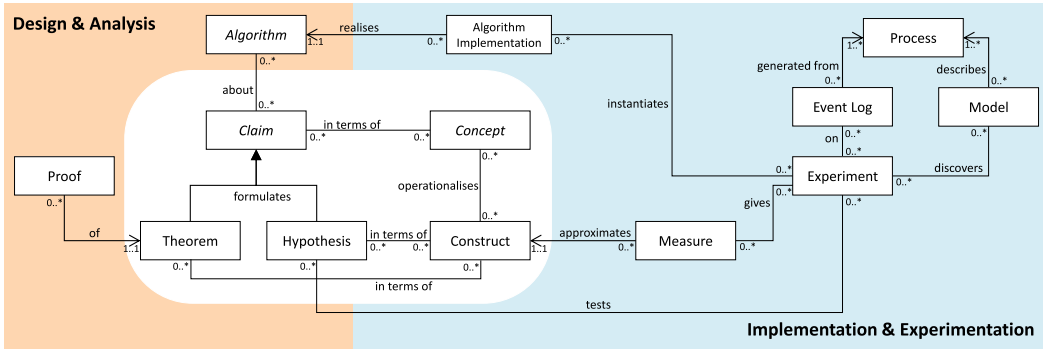 Design & Analysis
Algorithm
1..1
realises
0..*
Algorithm
Implementation
0..*
Process
1..*
1..*
0..*
about
0..*
generated from
0..*
describes
0..*
instantiates
Event Log
Model
0..*
on
0..*
0..*
Claim
0..*
in terms of
0..*
Concept
0..*
Proof
0..*
operationalises
0..*
0..*
Experiment
0..*
discovers
0..*
0..*
gives
formulates
of
1..1
Theorem
0..*
Hypothesis
0..*
in terms of
0..*
0..*
Construct
0..*
1..1
approximates
0..*
Measure
0..*
in terms of
tests
Implementation & Experimentation